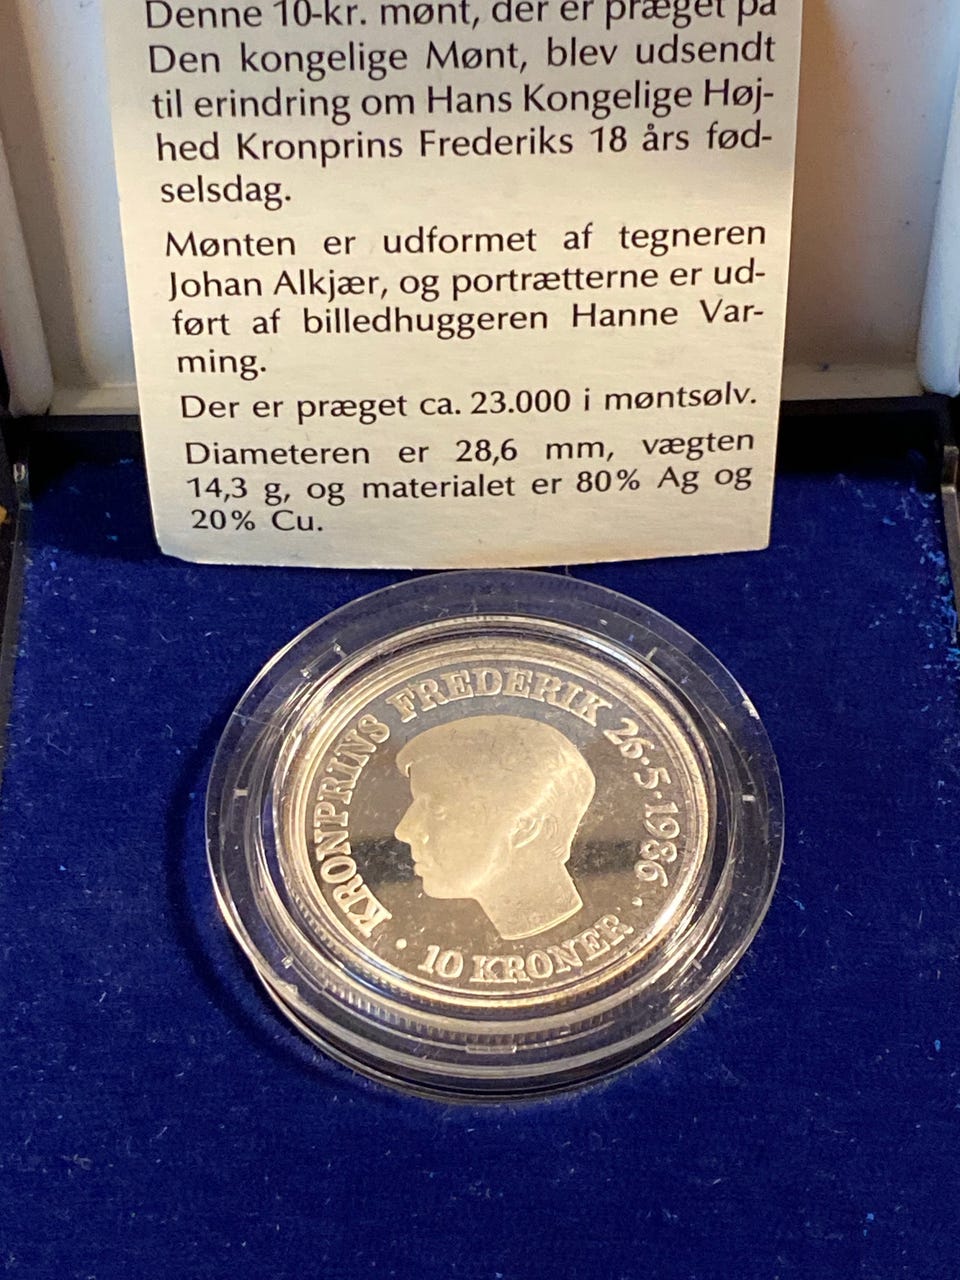 Denne 10-kr. mønt, der er præget på
Den kongelige Mønt, blev udsendt
til erindring om Hans Kongelige Høj-
hed Kronprins Frederiks 18 års fød-
selsdag.
Mønten er udformet af tegneren
Johan Alkjær, og portrætterne er ud-
ført af billedhuggeren Hanne Var-
ming.
Der er præget ca. 23.000 i møntsølv.
Diameteren er 28,6 mm, vægten
14,3 g, og materialet er 80% Ag og
20% Cu.
KRONPRINS FREDERIK 26·5·1986
· 10 KRONER ·